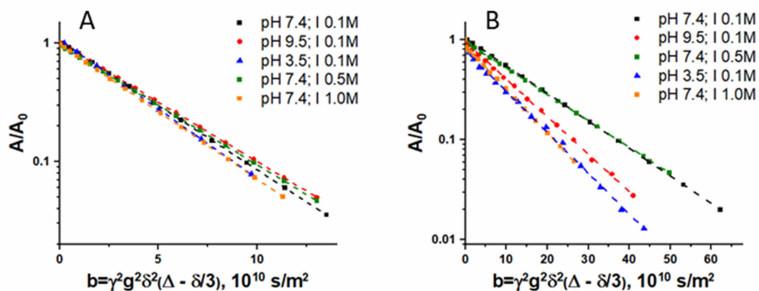 A
pH 7.4; I 0.1M
pH 9.5; I 0.1M
pH 3.5; I 0.1M
pH 7.4; I 0.5M
pH 7.4; I 1.0M
A/A₀
1
0.1
0 5 10
b=γ²g²δ²(Δ - δ/3), 10¹⁰ s/m²
B
pH 7.4; I 0.1M
pH 9.5; I 0.1M
pH 7.4; I 0.5M
pH 3.5; I 0.1M
pH 7.4; I 1.0M
A/A₀
1
0.1
0.01
0 10 20 30 40 50 60
b=γ²g²δ²(Δ - δ/3), 10¹⁰ s/m²